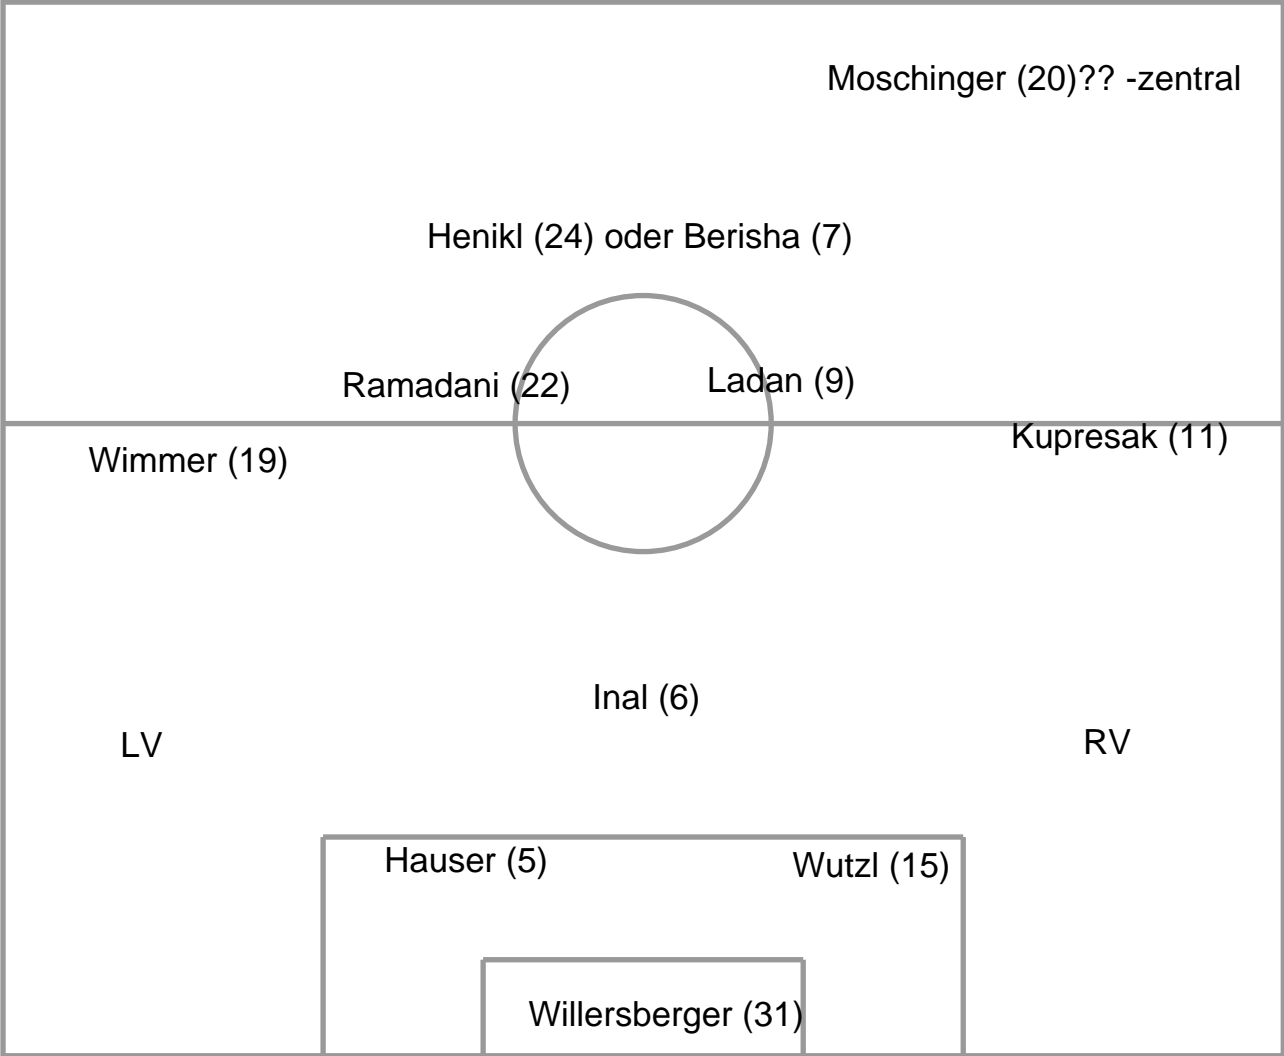 Moschinger (20)?? -zentral
Henikl (24) oder Berisha (7)
Ramadani (22)
Ladan (9)
Kupresak (11)
Wimmer (19)
Inal (6)
LV
RV
Hauser (5)
Wutzl (15)
Willersberger (31)